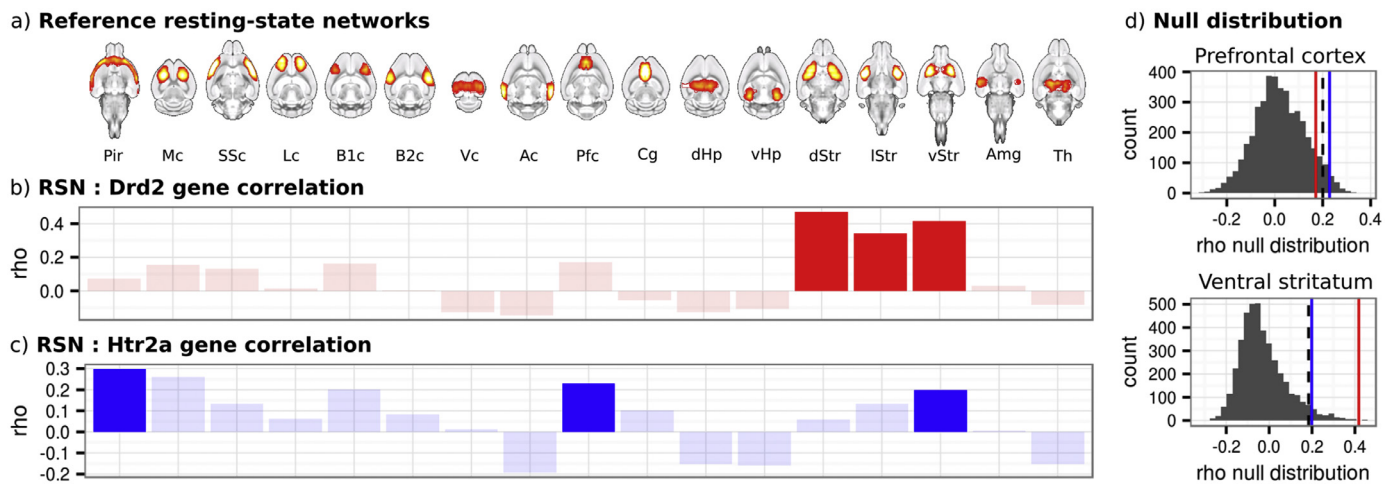 a) Reference resting-state networks
Pir Mc SSc Lc B1c B2c Vc Ac Pfc Cg dHp vHp dStr lStr vStr Amg Th
b) RSN : Drd2 gene correlation
rho
0.4
0.2
0.0
c) RSN : Htr2a gene correlation
rho
0.3
0.2
0.1
0.0
-0.1
-0.2
d) Null distribution
Prefrontal cortex
count
400
300
200
100
0
-0.2 0.0 0.2 0.4
rho null distribution
Ventral stritatum
count
500
400
300
200
100
0
-0.2 0.0 0.2 0.4
rho null distribution